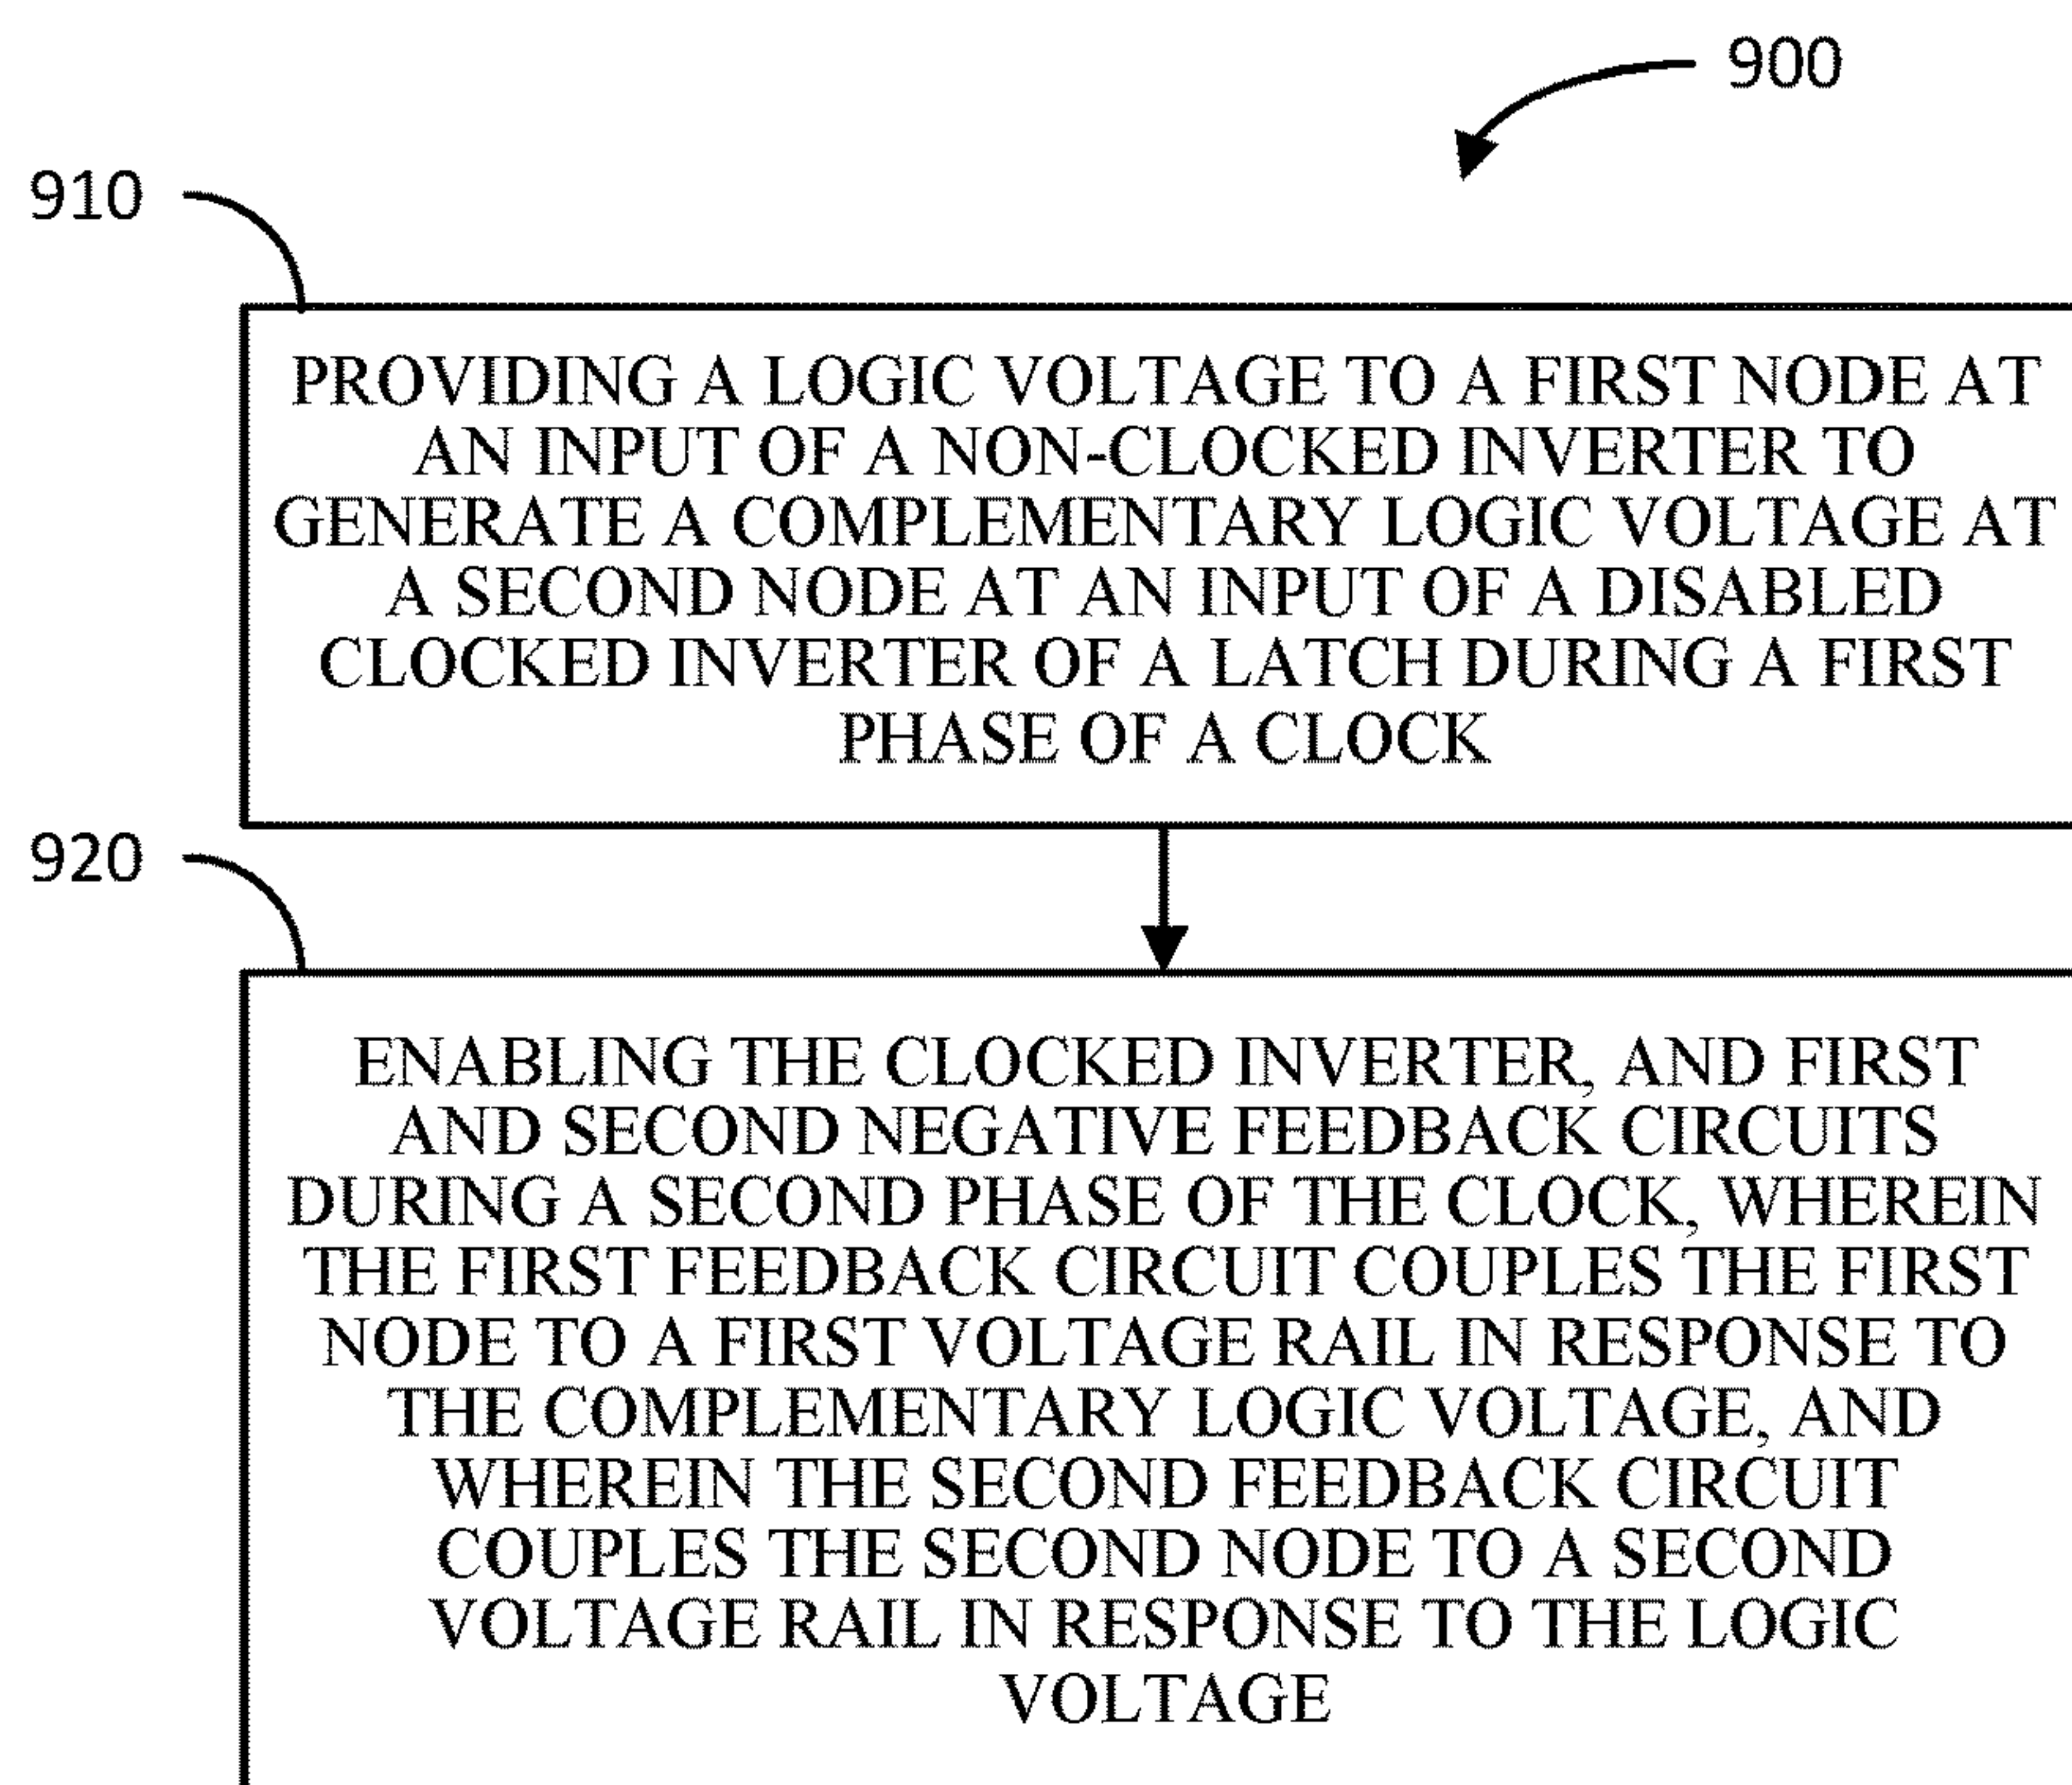 900
910
PROVIDING A LOGIC VOLTAGE TO A FIRST NODE AT
AN INPUT OF A NON-CLOCKED INVERTER TO
GENERATE A COMPLEMENTARY LOGIC VOLTAGE AT
A SECOND NODE AT AN INPUT OF A DISABLED
CLOCKED INVERTER OF A LATCH DURING A FIRST
PHASE OF A CLOCK
920
ENABLING THE CLOCKED INVERTER, AND FIRST
AND SECOND NEGATIVE FEEDBACK CIRCUITS
DURING A SECOND PHASE OF THE CLOCK, WHEREIN
THE FIRST FEEDBACK CIRCUIT COUPLES THE FIRST
NODE TO A FIRST VOLTAGE RAIL IN RESPONSE TO
THE COMPLEMENTARY LOGIC VOLTAGE, AND
WHEREIN THE SECOND FEEDBACK CIRCUIT
COUPLES THE SECOND NODE TO A SECOND
VOLTAGE RAIL IN RESPONSE TO THE LOGIC
VOLTAGE